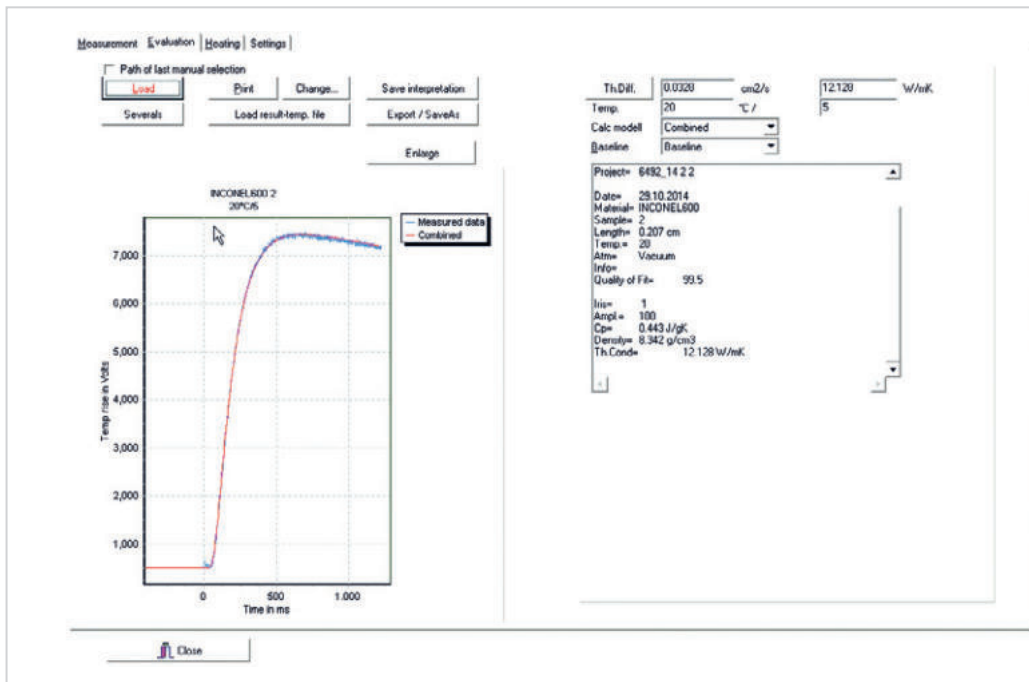 Measurement Evaluation Heating Settings
Path of last manual selection
Load Print Change... Save interpretation
Severals Load result-temp. file Export / SaveAs
Enlarge
Th.Diff. 0.0328 cm2/s 12.128 W/mK
Temp. 20 °C / 5
Calc modell Combined
Baseline Baseline
Project= 6492_14 2 2
Date= 29.10.2014
Material= INCONEL600
Sample= 2
Length= 0.207 cm
Temp.= 20
Atm= Vacuum
Info=
Quality of Fit= 99.5
Iris= 1
Ampl.= 100
Cp= 0.443 J/gK
Density= 8.342 g/cm3
Th.Cond= 12.128 W/mK
INCONEL600 2
20°C/5
Measured data
Combined
Temp rise in Volts
7,000
6,000
5,000
4,000
3,000
2,000
1,000
0 500 1.000
Time in ms
Close